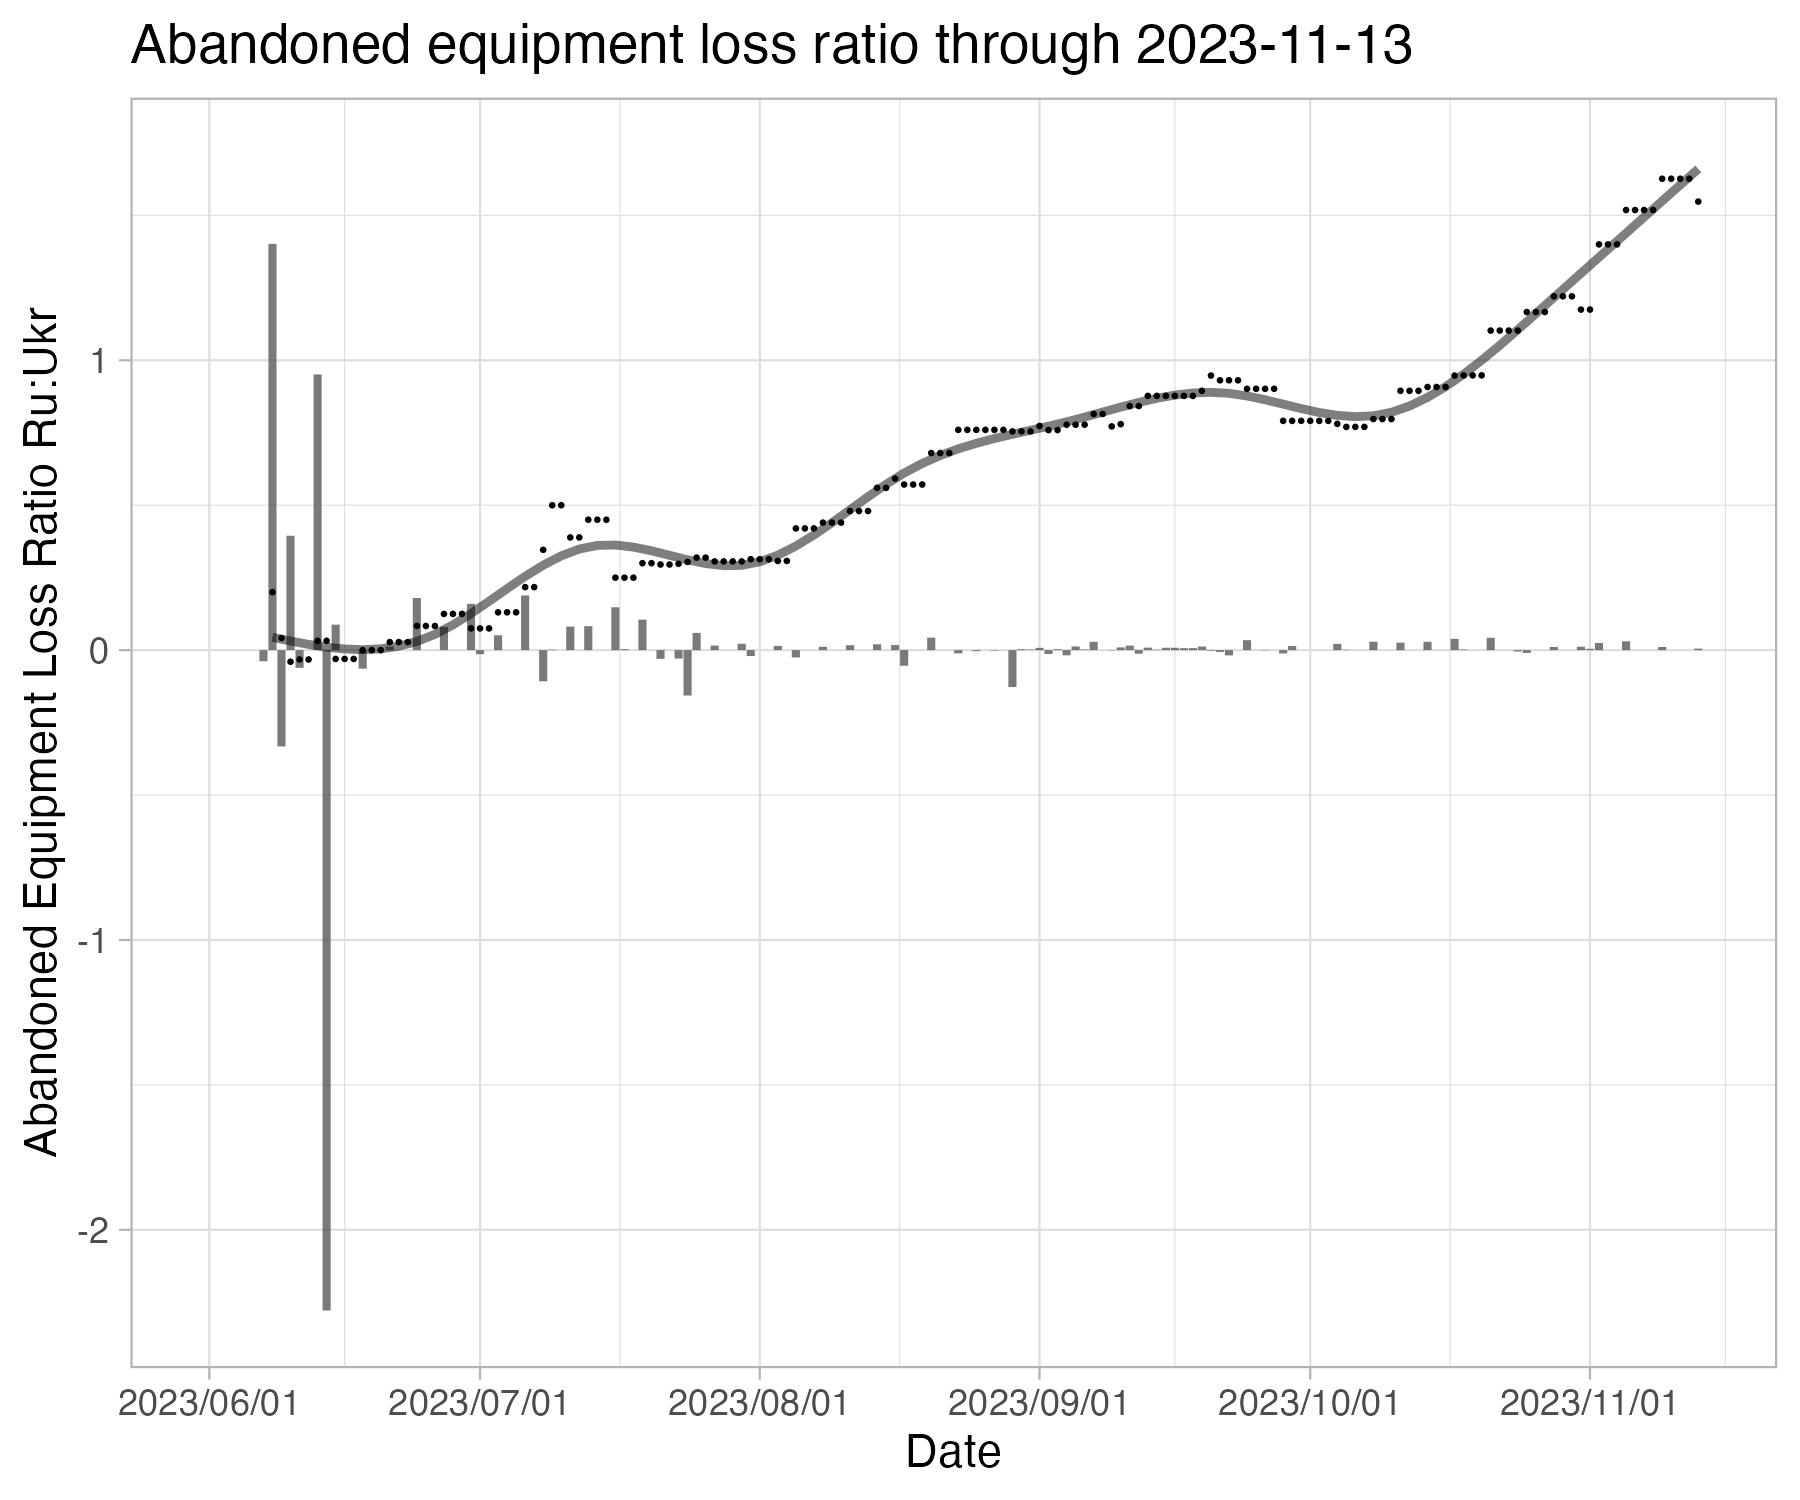 Abandoned equipment loss ratio through 2023-11-13
Abandoned Equipment Loss Ratio Ru:Ukr
1
0
-1
-2
2023/06/01 2023/07/01 2023/08/01 2023/09/01 2023/10/01 2023/11/01
Date